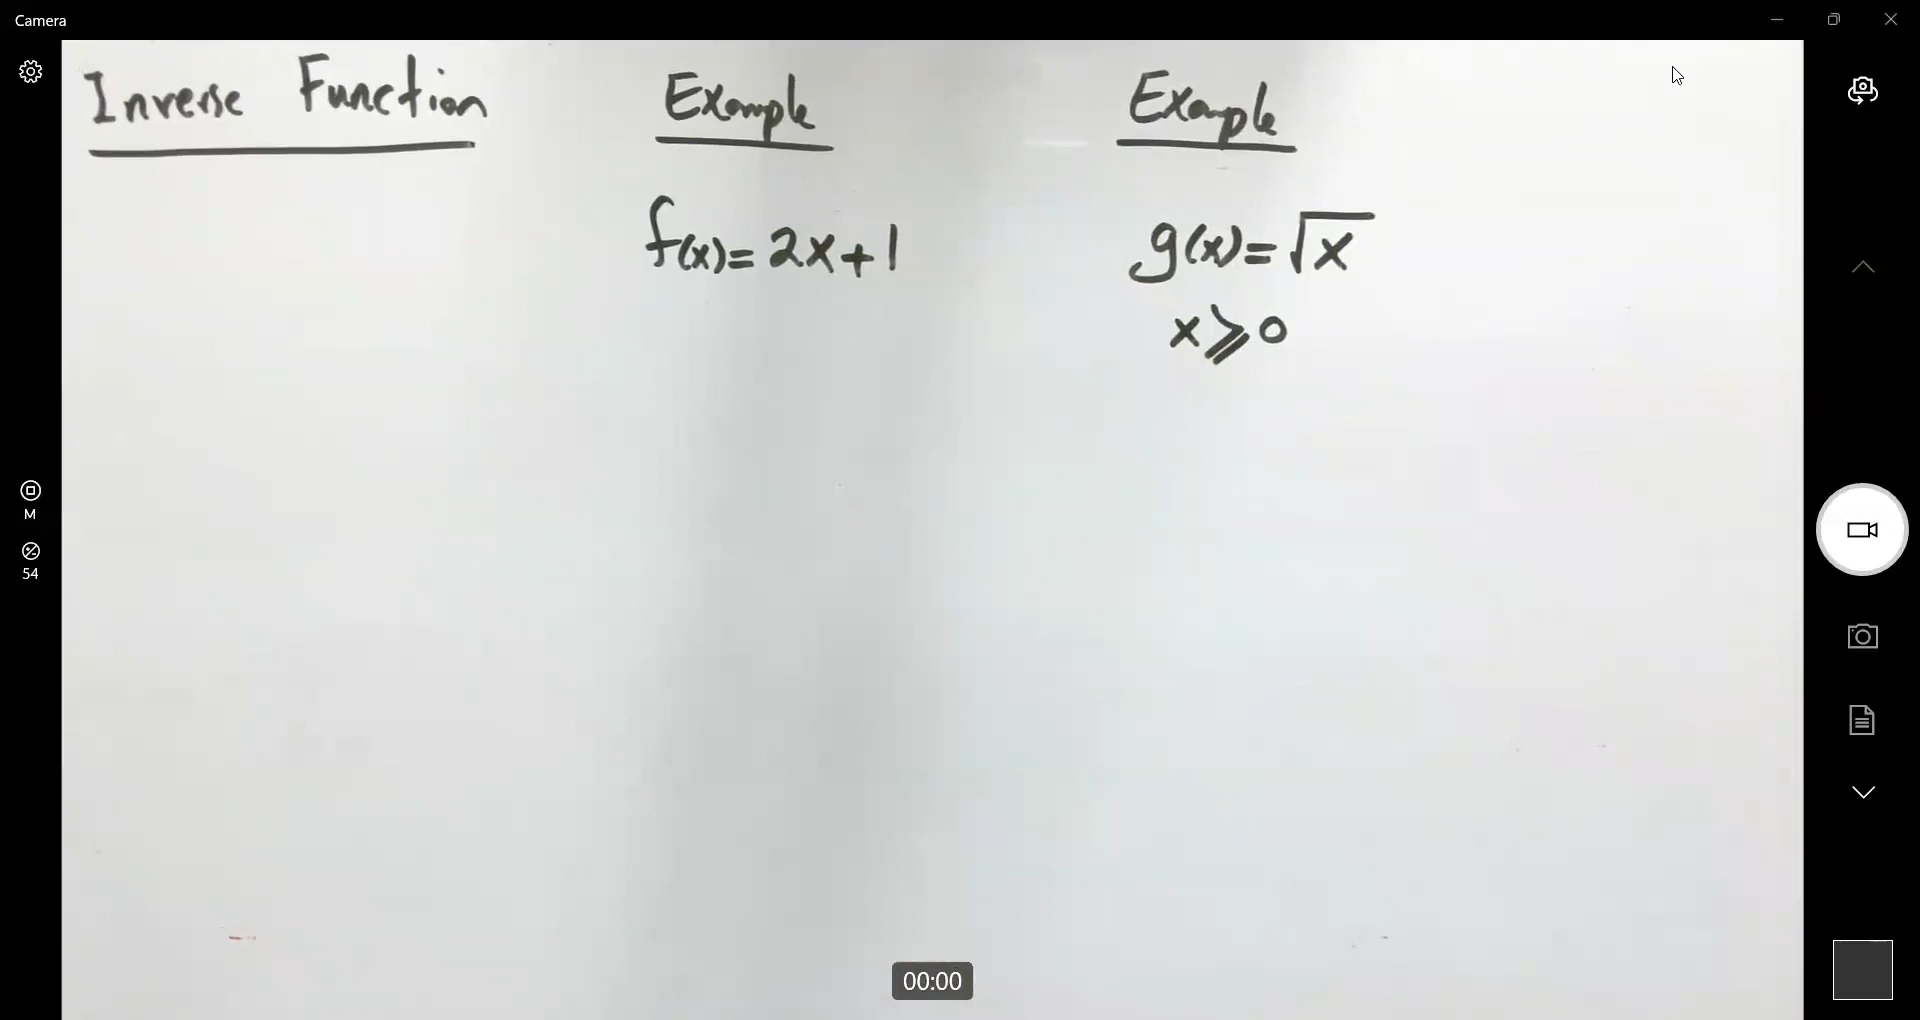 Camera
Inverse Function
Example
f(x)= 2x+1
Example
g(x)=√x
x⩾0
M
54
00:00